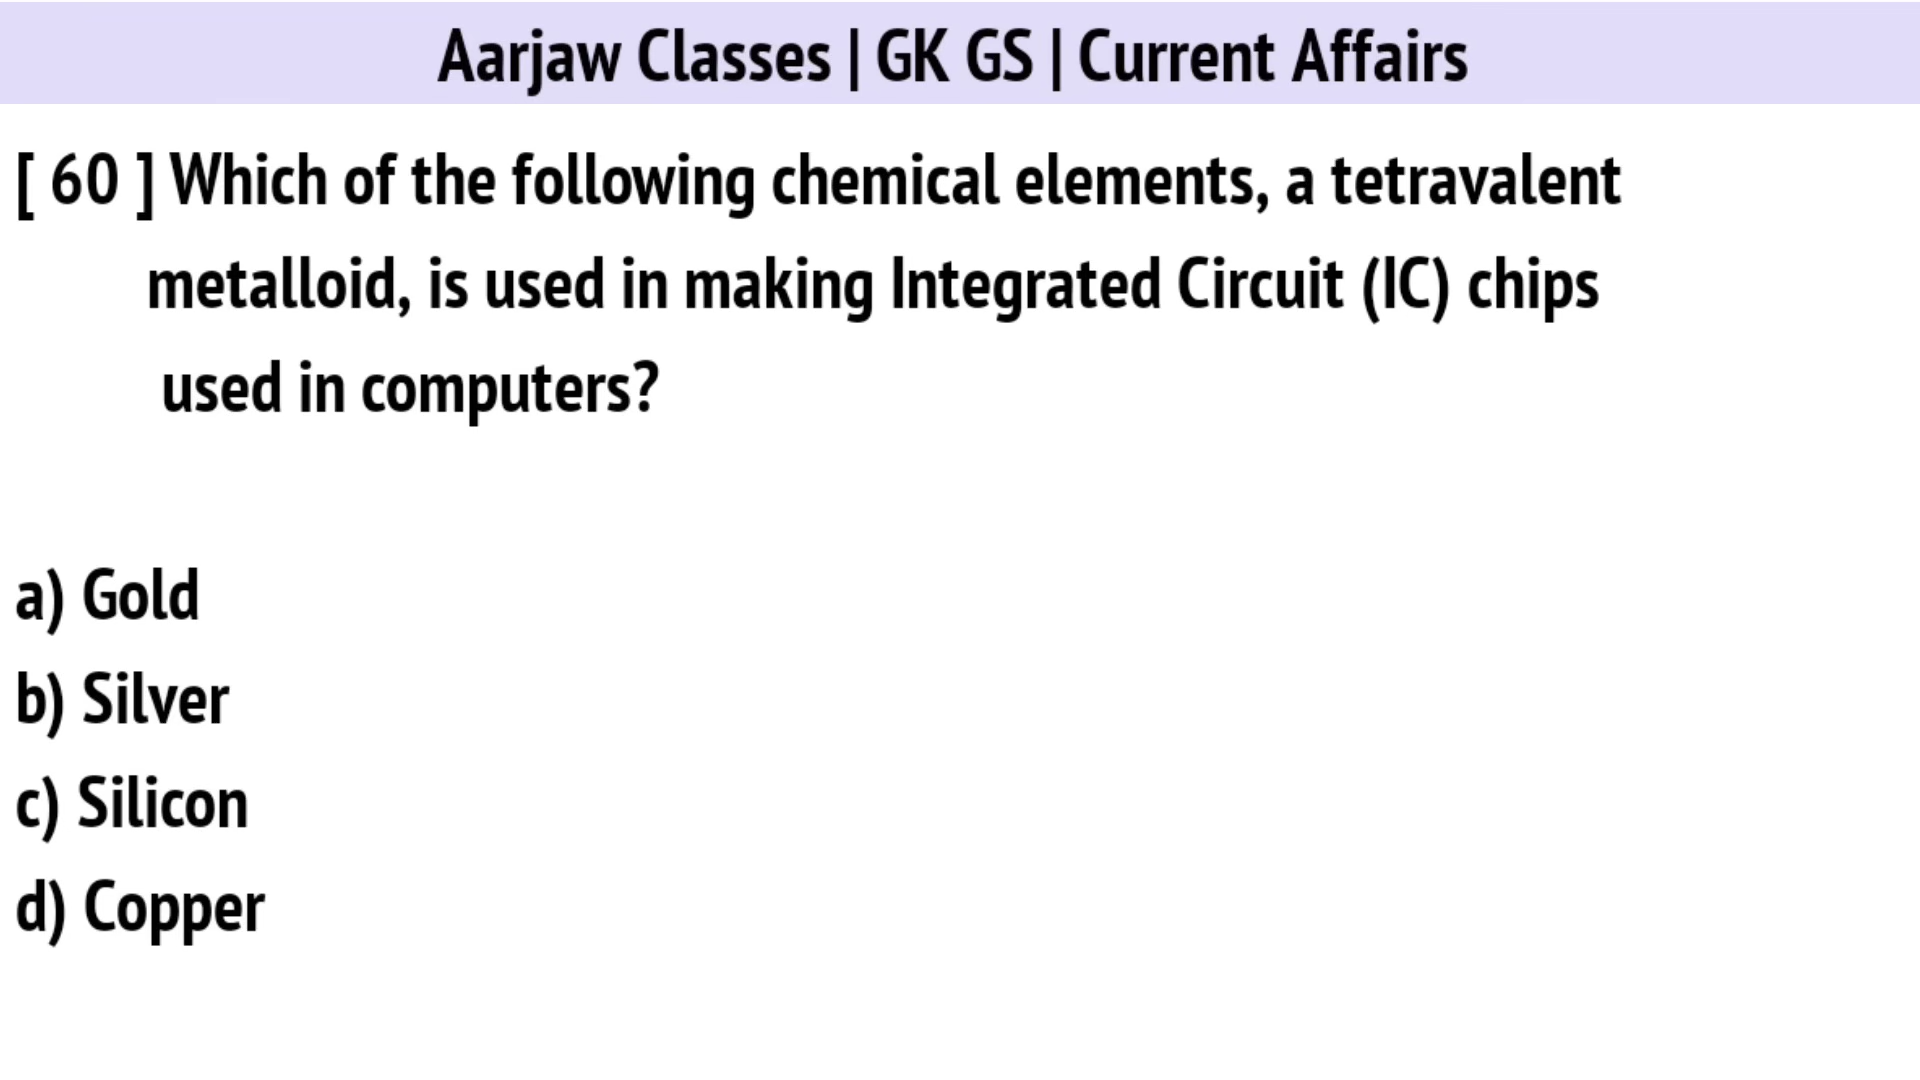 Aarjaw Classes | GK GS | Current Affairs
[ 60 ] Which of the following chemical elements, a tetravalent
metalloid, is used in making Integrated Circuit (IC) chips
used in computers?
a) Gold
b) Silver
c) Silicon
d) Copper